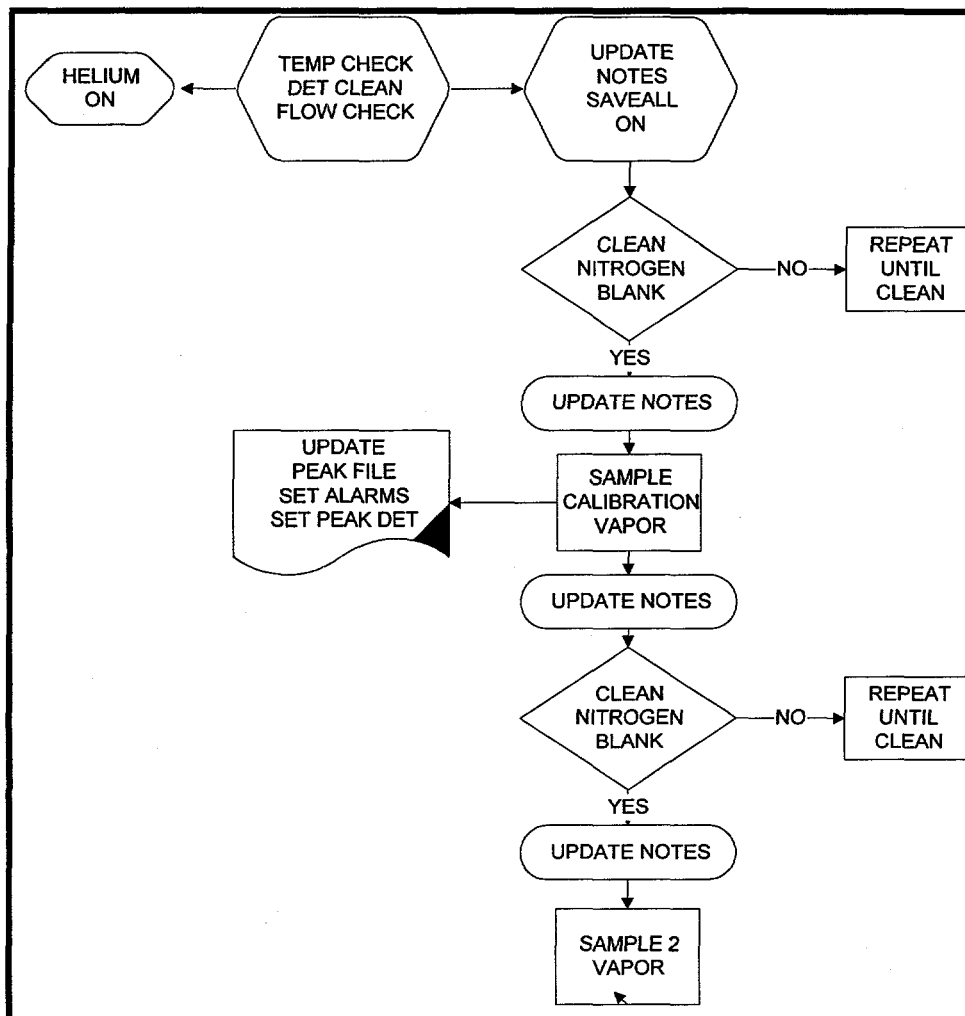 HELIUM
ON
TEMP CHECK
DET CLEAN
FLOW CHECK
UPDATE
NOTES
SAVEALL
ON
CLEAN
NITROGEN
BLANK
NO
REPEAT
UNTIL
CLEAN
YES
UPDATE NOTES
UPDATE
PEAK FILE
SET ALARMS
SET PEAK DET
SAMPLE
CALIBRATION
VAPOR
UPDATE NOTES
CLEAN
NITROGEN
BLANK
NO
REPEAT
UNTIL
CLEAN
YES
UPDATE NOTES
SAMPLE 2
VAPOR